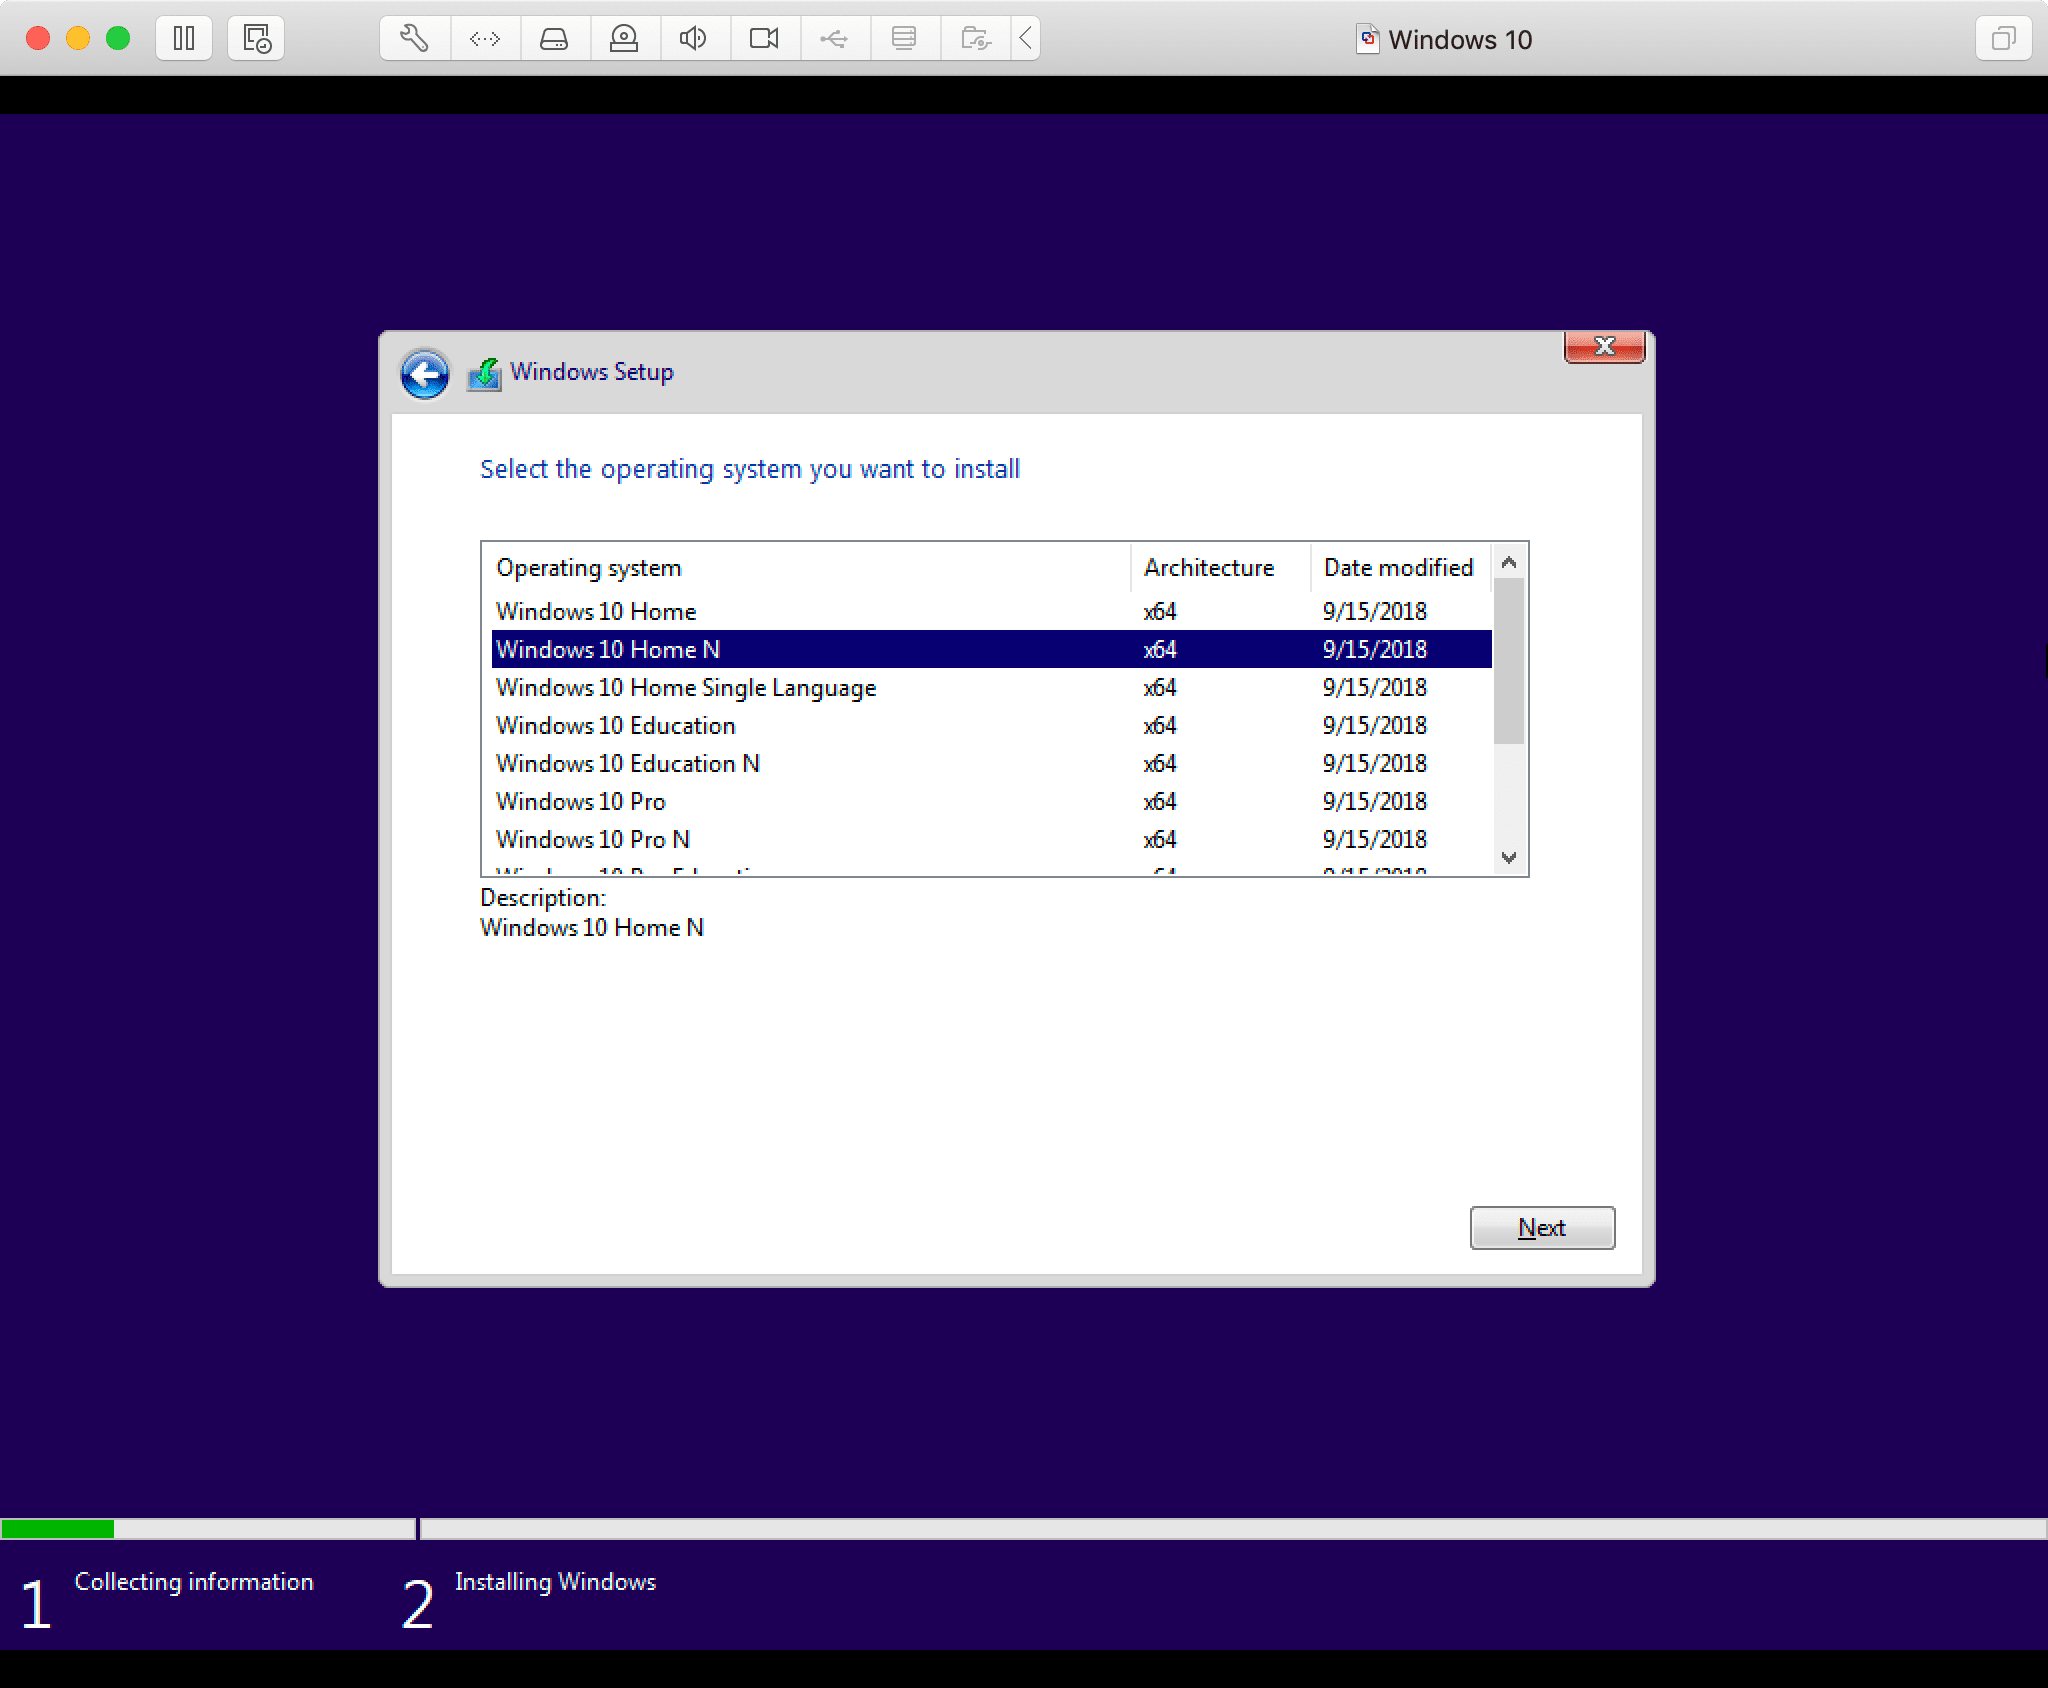 Windows 10
Windows Setup
Select the operating system you want to install
Operating system Architecture Date modified
Windows 10 Home x64 9/15/2018
Windows 10 Home N x64 9/15/2018
Windows 10 Home Single Language x64 9/15/2018
Windows 10 Education x64 9/15/2018
Windows 10 Education N x64 9/15/2018
Windows 10 Pro x64 9/15/2018
Windows 10 Pro N x64 9/15/2018
Description:
Windows 10 Home N
Next
1 Collecting information 2 Installing Windows